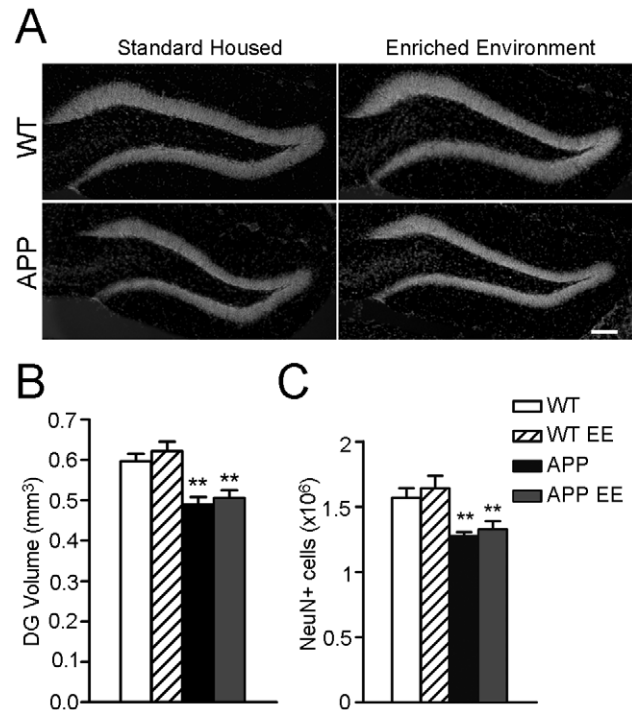 A
Standard Housed
Enriched Environment
WT
APP
B
DG Volume (mm³)
0.7
0.6
0.5
0.4
0.3
0.2
0.1
0.0
** **
C
NeuN+ cells (x10⁶)
2
1.5
1
0.5
0
** **
WT
WT EE
APP
APP EE